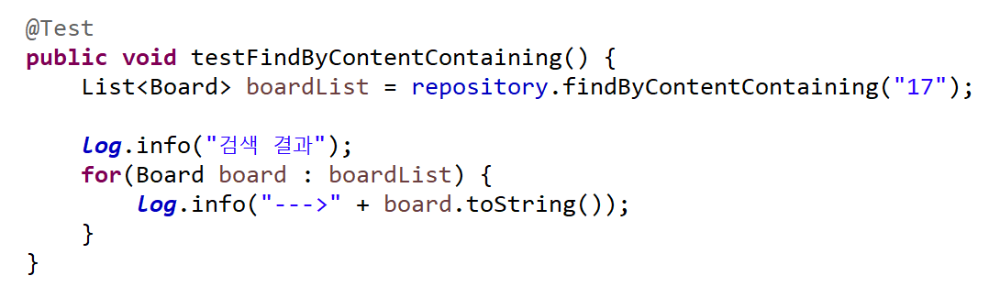 @Test
public void testFindByContentContaining() {
    List<Board> boardList = repository.findByContentContaining("17");

    log.info("검색 결과");
    for(Board board : boardList) {
        log.info("--->" + board.toString());
    }
}